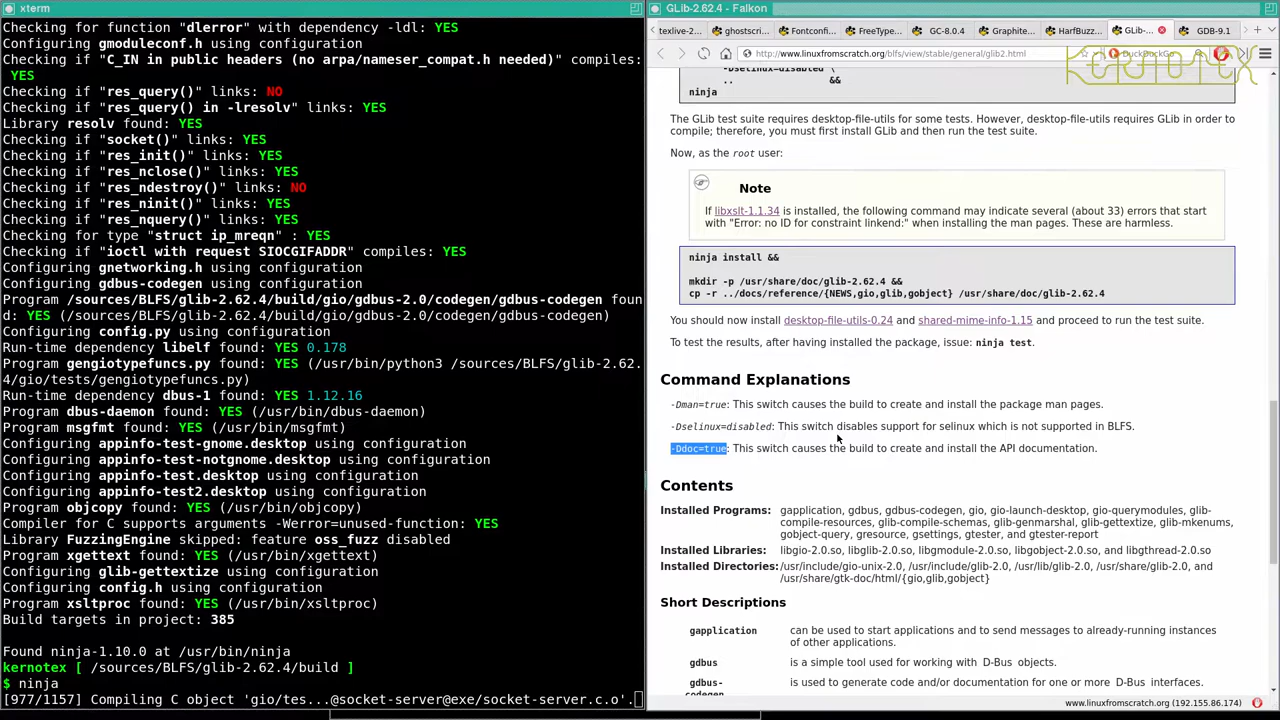 xterm
Checking for function "dlerror" with dependency -ldl: YES
Configuring gmoduleconf.h using configuration
Checking if "C_IN in public headers (no arpa/nameser_compat.h needed)" compiles:
YES
Checking if "res_query()" links: NO
Checking if "res_query() in -lresolv" links: YES
Library resolv found: YES
Checking if "socket()" links: YES
Checking if "res_init()" links: YES
Checking if "res_nclose()" links: YES
Checking if "res_ndestroy()" links: NO
Checking if "res_ninit()" links: YES
Checking if "res_nquery()" links: YES
Checking for type "struct ip_mreqn" : YES
Checking if "ioctl with request SIOCGIFADDR" compiles: YES
Configuring gnetworking.h using configuration
Configuring gdbus-codegen using configuration
Program /sources/BLFS/glib-2.62.4/build/gio/gdbus-2.0/codegen/gdbus-codegen foun
d: YES (/sources/BLFS/glib-2.62.4/build/gio/gdbus-2.0/codegen/gdbus-codegen)
Configuring config.py using configuration
Run-time dependency libelf found: YES 0.178
Program gengiotypefuncs.py found: YES (/usr/bin/python3 /sources/BLFS/glib-2.62.
4/gio/tests/gengiotypefuncs.py)
Run-time dependency dbus-1 found: YES 1.12.16
Program dbus-daemon found: YES (/usr/bin/dbus-daemon)
Program msgfmt found: YES (/usr/bin/msgfmt)
Configuring appinfo-test-gnome.desktop using configuration
Configuring appinfo-test-notgnome.desktop using configuration
Configuring appinfo-test.desktop using configuration
Configuring appinfo-test2.desktop using configuration
Program objcopy found: YES (/usr/bin/objcopy)
Compiler for C supports arguments -Werror=unused-function: YES
Library FuzzingEngine skipped: feature oss_fuzz disabled
Program xgettext found: YES (/usr/bin/xgettext)
Configuring glib-gettextize using configuration
Configuring config.h using configuration
Program xsltproc found: YES (/usr/bin/xsltproc)
Build targets in project: 385
Found ninja-1.10.0 at /usr/bin/ninja
kernotex [ /sources/BLFS/glib-2.62.4/build ]
$ ninja
[977/1157] Compiling C object 'gio/tes...@socket-server@exe/socket-server.c.o'.
GLib-2.62.4 - Falkon
texlive-2 ghostscri... Fontconfi... FreeType... GC-8.0.4 Graphite... HarfBuzz... GLib-... GDB-9.1
http://www.linuxfromscratch.org/blfs/view/stable/general/glib2.html DuckDuckGo
kernotex
-Dselinux=disabled \
.. &&
ninja
The GLib test suite requires desktop-file-utils for some tests. However, desktop-file-utils requires GLib in order to
compile; therefore, you must first install GLib and then run the test suite.
Now, as the root user:
Note
If libxslt-1.1.34 is installed, the following command may indicate several (about 33) errors that start
with "Error: no ID for constraint linkend:" when installing the man pages. These are harmless.
ninja install &&
mkdir -p /usr/share/doc/glib-2.62.4 &&
cp -r ../docs/reference/{NEWS,gio,glib,gobject} /usr/share/doc/glib-2.62.4
You should now install desktop-file-utils-0.24 and shared-mime-info-1.15 and proceed to run the test suite.
To test the results, after having installed the package, issue: ninja test.
Command Explanations
-Dman=true: This switch causes the build to create and install the package man pages.
-Dselinux=disabled: This switch disables support for selinux which is not supported in BLFS.
-Ddoc=true: This switch causes the build to create and install the API documentation.
Contents
Installed Programs: gapplication, gdbus, gdbus-codegen, gio, gio-launch-desktop, gio-querymodules, glib-
compile-resources, glib-compile-schemas, glib-genmarshal, glib-gettextize, glib-mkenums,
gobject-query, gresource, gsettings, gtester, and gtester-report
Installed Libraries: libgio-2.0.so, libglib-2.0.so, libgmodule-2.0.so, libgobject-2.0.so, and libgthread-2.0.so
Installed Directories: /usr/include/gio-unix-2.0, /usr/include/glib-2.0, /usr/lib/glib-2.0, /usr/share/glib-2.0, and
/usr/share/gtk-doc/html/{gio,glib,gobject}
Short Descriptions
gapplication can be used to start applications and to send messages to already-running instances
of other applications.
gdbus is a simple tool used for working with D-Bus objects.
gdbus- is used to generate code and/or documentation for one or more D-Bus interfaces.
codegen
www.linuxfromscratch.org (192.155.86.174)